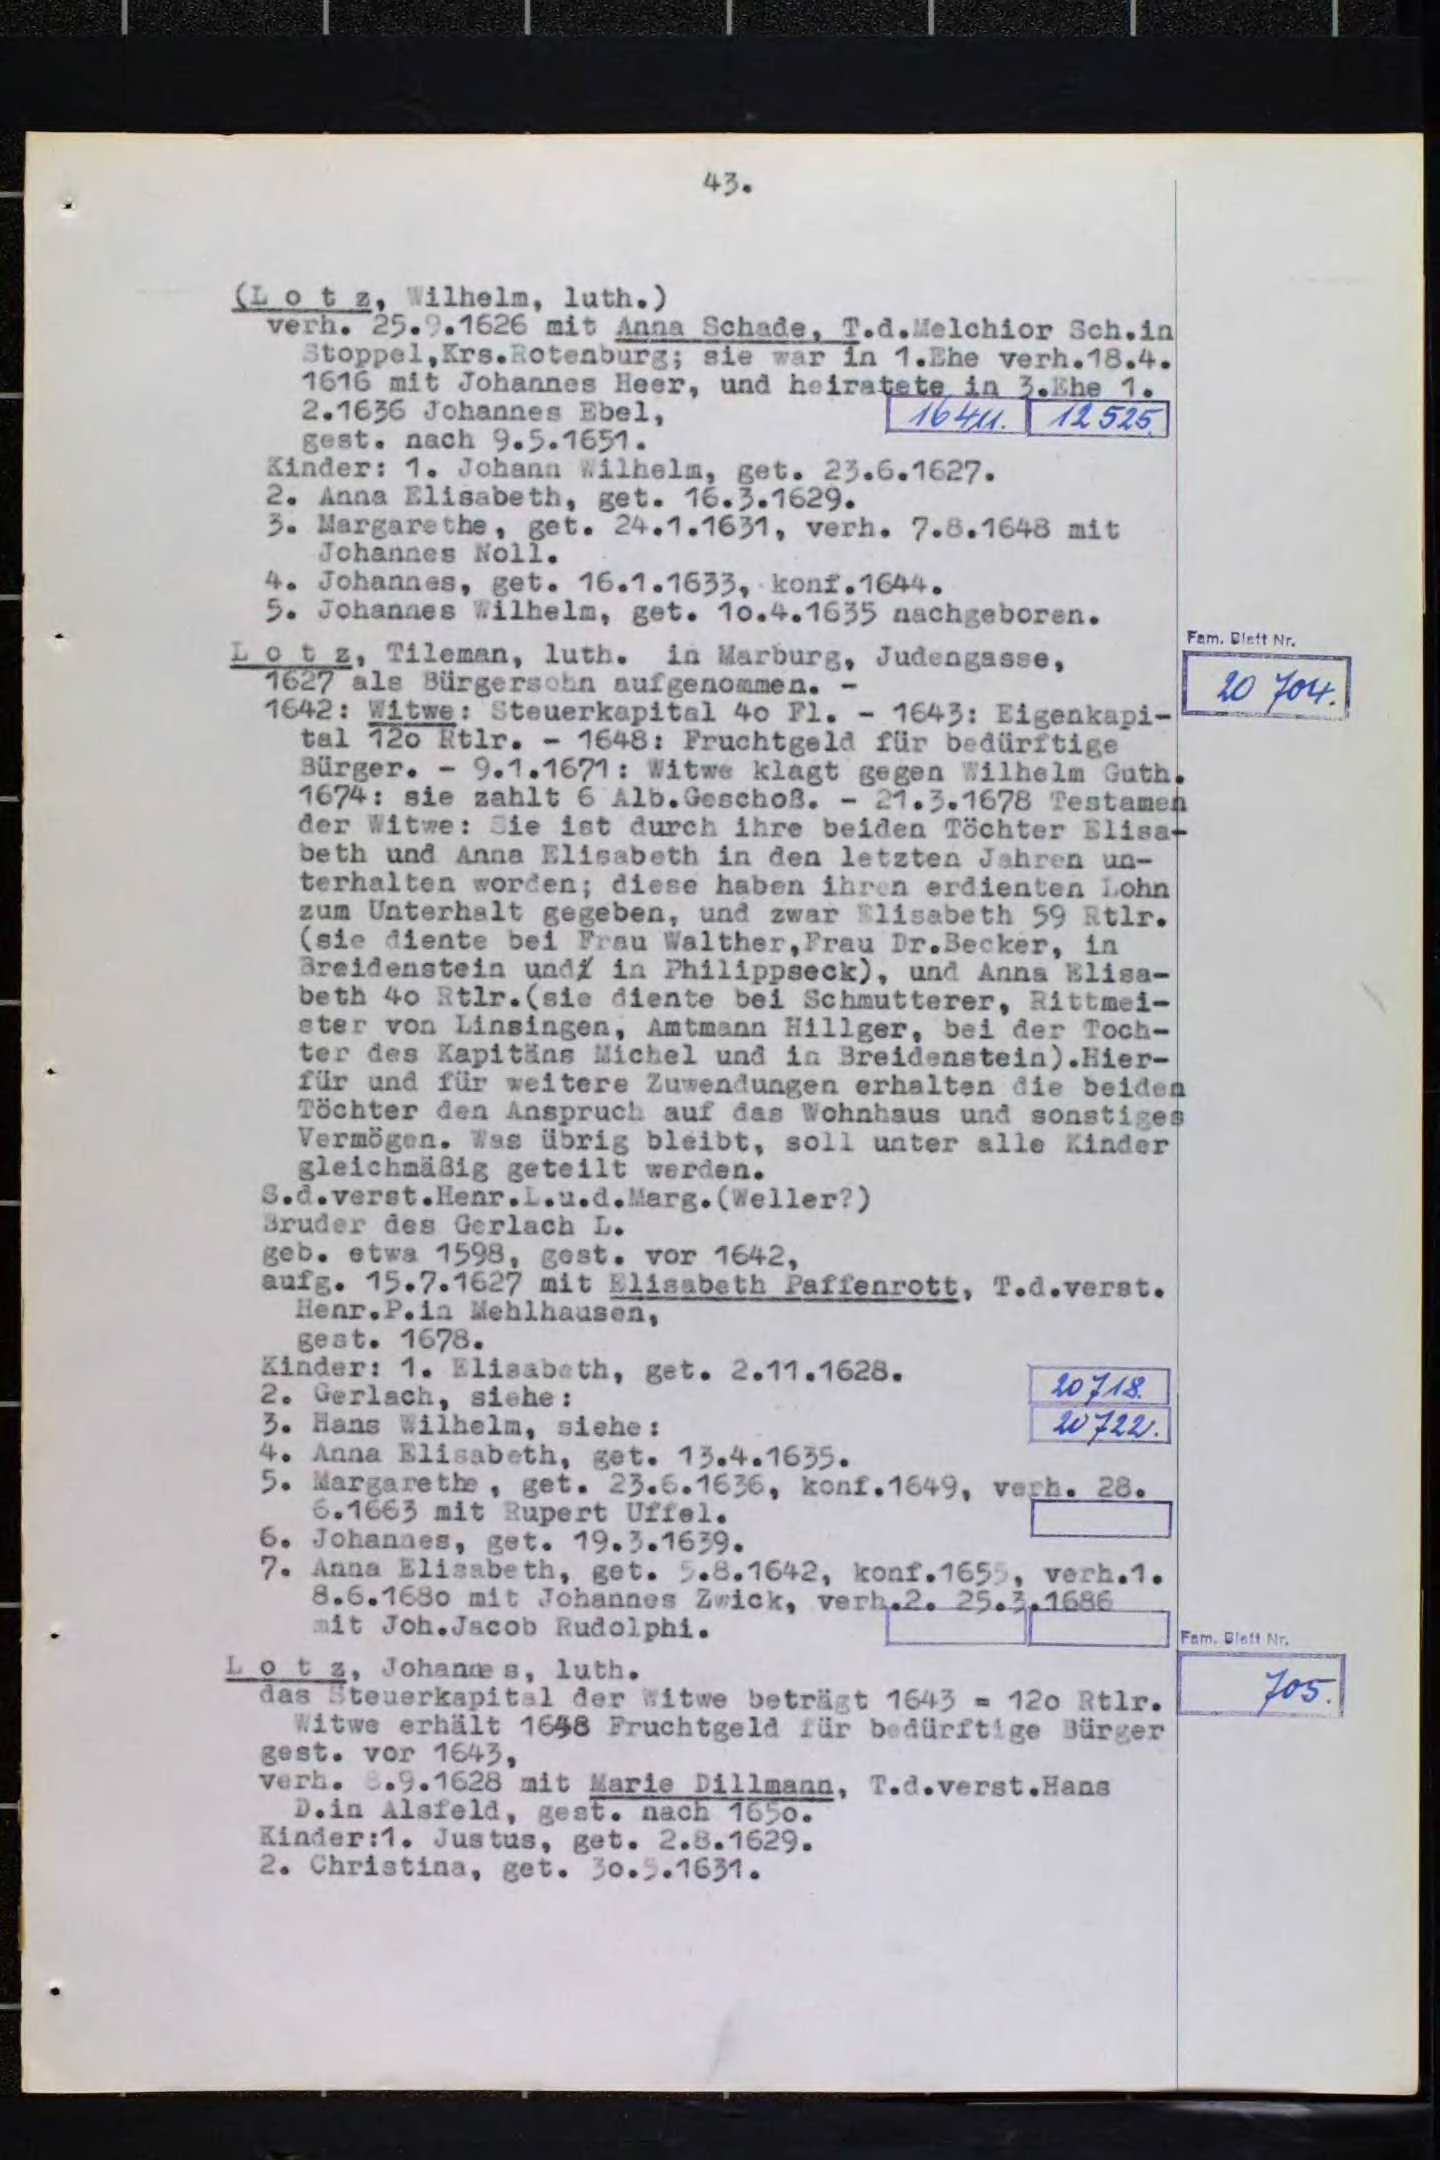 43.
(L o t z, Wilhelm, luth.)
verh. 25.9.1626 mit Anna Schade, T.d.Melchior Sch.in
Stoppel,Krs.Rotenburg; sie war in 1.Ehe verh.18.4.
1616 mit Johannes Heer, und heiratete in 3.Ehe 1.
2.1636 Johannes Ebel,
16411. 12525.
gest. nach 9.5.1651.
Kinder: 1. Johann Wilhelm, get. 23.6.1627.
2. Anna Elisabeth, get. 16.3.1629.
3. Margarethe, get. 24.1.1631, verh. 7.8.1648 mit
Johannes Noll.
4. Johannes, get. 16.1.1633, konf.1644.
5. Johannes Wilhelm, get. 1o.4.1635 nachgeboren.
Fam. Blatt Nr.
20 704.
L o t z, Tileman, luth. in Marburg, Judengasse,
1627 als Bürgersohn aufgenommen. -
1642: Witwe: Steuerkapital 4o Fl. - 1643: Eigenkapi-
tal 12o Rtlr. - 1648: Fruchtgeld für bedürftige
Bürger. - 9.1.1671: Witwe klagt gegen Wilhelm Guth.
1674: sie zahlt 6 Alb.Geschoß. - 21.3.1678 Testamen
der Witwe: Sie ist durch ihre beiden Töchter Elisa-
beth und Anna Elisabeth in den letzten Jahren un-
terhalten worden; diese haben ihren erdienten Lohn
zum Unterhalt gegeben, und zwar Elisabeth 59 Rtlr.
(sie diente bei Frau Walther,Frau Dr.Becker, in
Breidenstein und in Philippseck), und Anna Elisa-
beth 4o Rtlr.(sie diente bei Schmutterer, Rittmei-
ster von Linsingen, Amtmann Hillger, bei der Toch-
ter des Kapitäns Michel und in Breidenstein).Hier-
für und für weitere Zuwendungen erhalten die beiden
Töchter den Anspruch auf das Wohnhaus und sonstiges
Vermögen. Was übrig bleibt, soll unter alle Kinder
gleichmäßig geteilt werden.
S.d.verst.Henr.L.u.d.Marg.(Weller?)
Bruder des Gerlach L.
geb. etwa 1598, gest. vor 1642,
aufg. 15.7.1627 mit Elisabeth Paffenrott, T.d.verst.
Henr.P.in Mehlhausen,
gest. 1678.
Kinder: 1. Elisabeth, get. 2.11.1628.
2. Gerlach, siehe: 20718.
3. Hans Wilhelm, siehe: 20722.
4. Anna Elisabeth, get. 13.4.1635.
5. Margarethe, get. 23.6.1636, konf.1649, verh. 28.
6.1663 mit Rupert Uffel.
6. Johannes, get. 19.3.1639.
7. Anna Elisabeth, get. 5.8.1642, konf.1655, verh.1.
8.6.168o mit Johannes Zwick, verh.2. 25.3.1686
mit Joh.Jacob Rudolphi.
Fam. Blatt Nr.
705.
L o t z, Johannes, luth.
das Steuerkapital der Witwe beträgt 1643 = 12o Rtlr.
Witwe erhält 1648 Fruchtgeld für bedürftige Bürger
gest. vor 1643,
verh. 8.9.1628 mit Marie Dillmann, T.d.verst.Hans
D.in Alsfeld, gest. nach 165o.
Kinder:1. Justus, get. 2.8.1629.
2. Christina, get. 3o.5.1631.